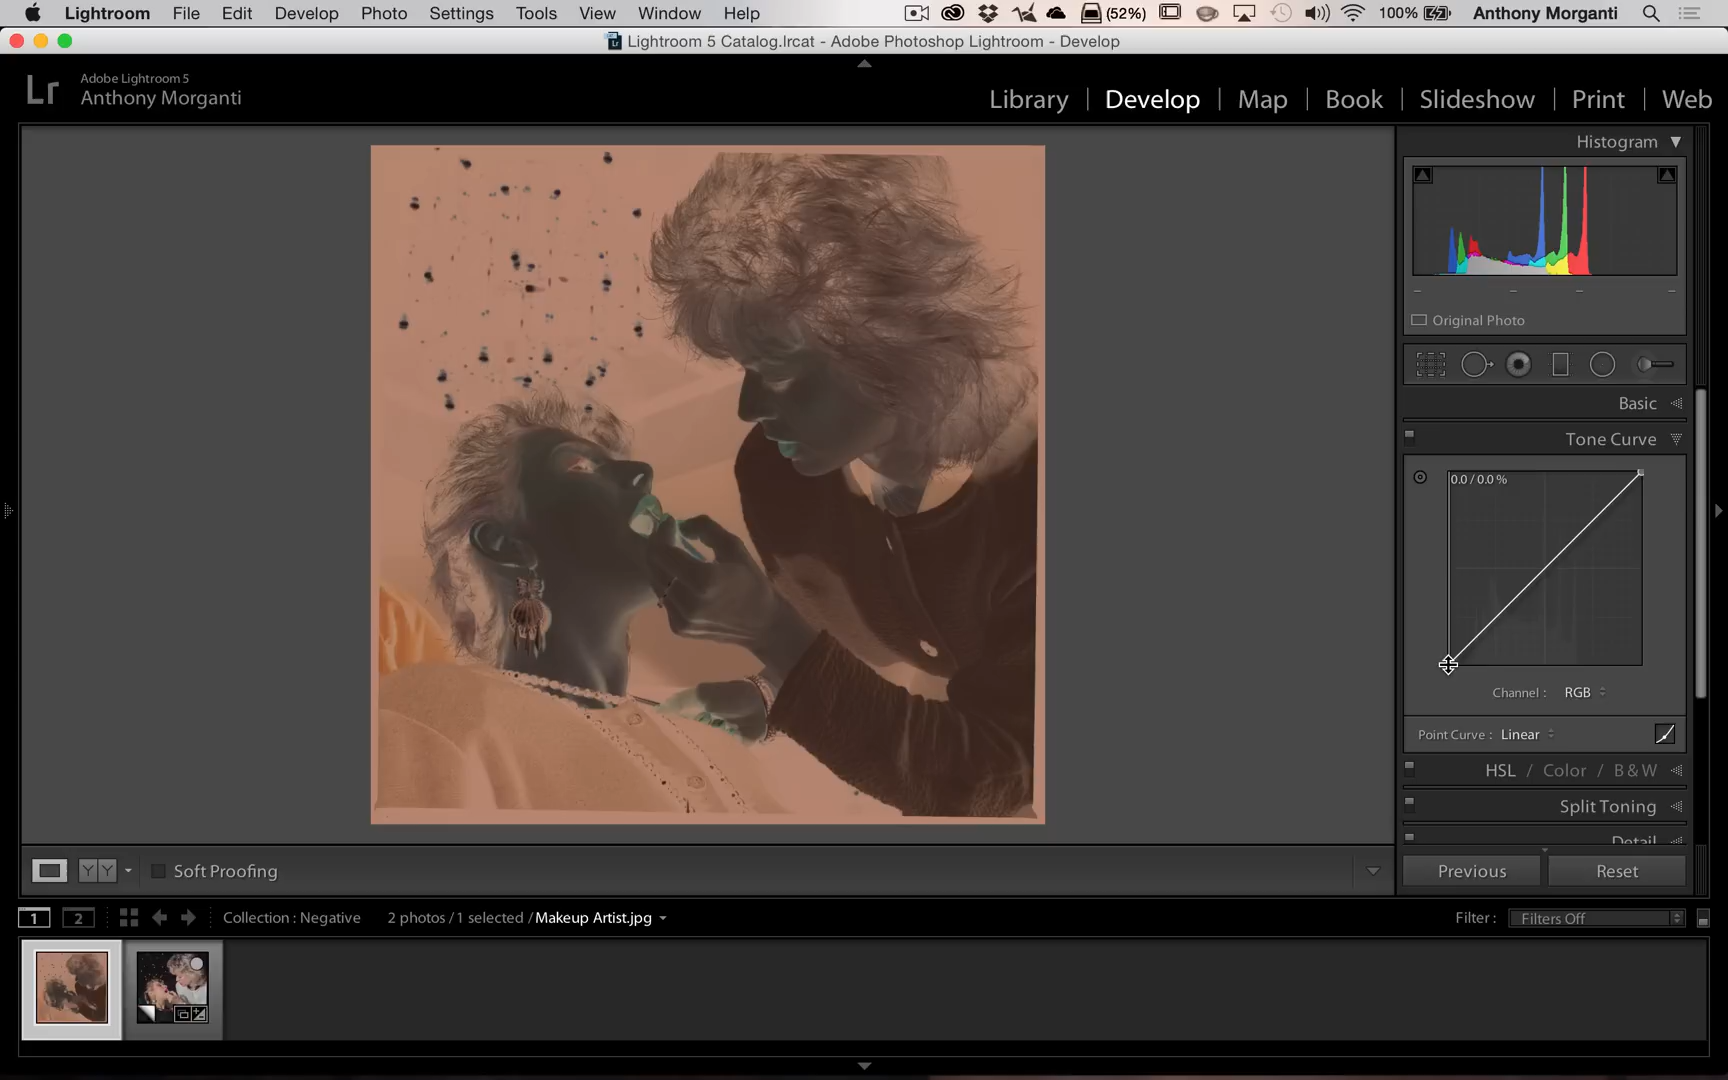 Lightroom File Edit Develop Photo Settings Tools View Window Help (52%) 100% Anthony Morganti
Lightroom 5 Catalog.lrcat - Adobe Photoshop Lightroom - Develop
Lr Adobe Lightroom 5
Anthony Morganti
Library | Develop | Map | Book | Slideshow | Print | Web
Histogram
Original Photo
Basic
Tone Curve
0.0 / 0.0 %
Channel : RGB
Point Curve : Linear
HSL / Color / B & W
Split Toning
Detail
Y Y Soft Proofing
Previous Reset
1 2 Collection : Negative 2 photos / 1 selected / Makeup Artist.jpg Filter : Filters Off